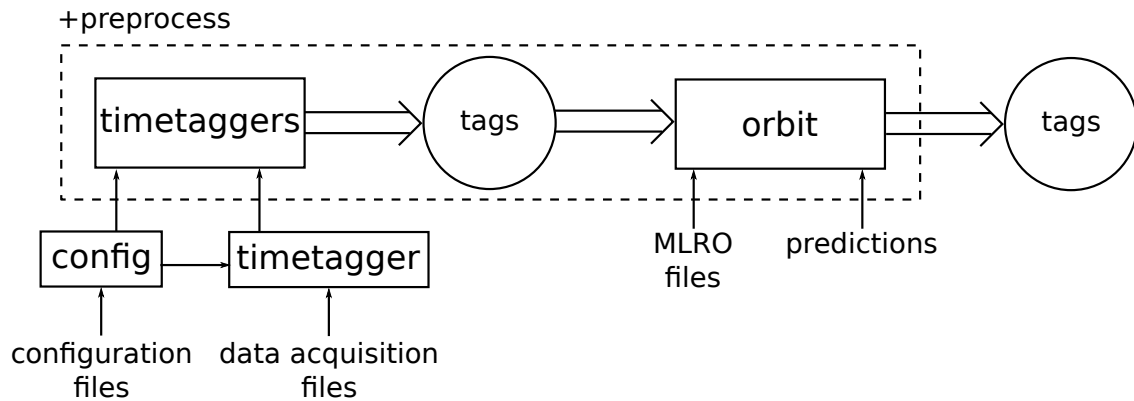 +preprocess
timetaggers
tags
orbit
tags
MLRO
files
predictions
config
timetagger
configuration
files
data acquisition
files